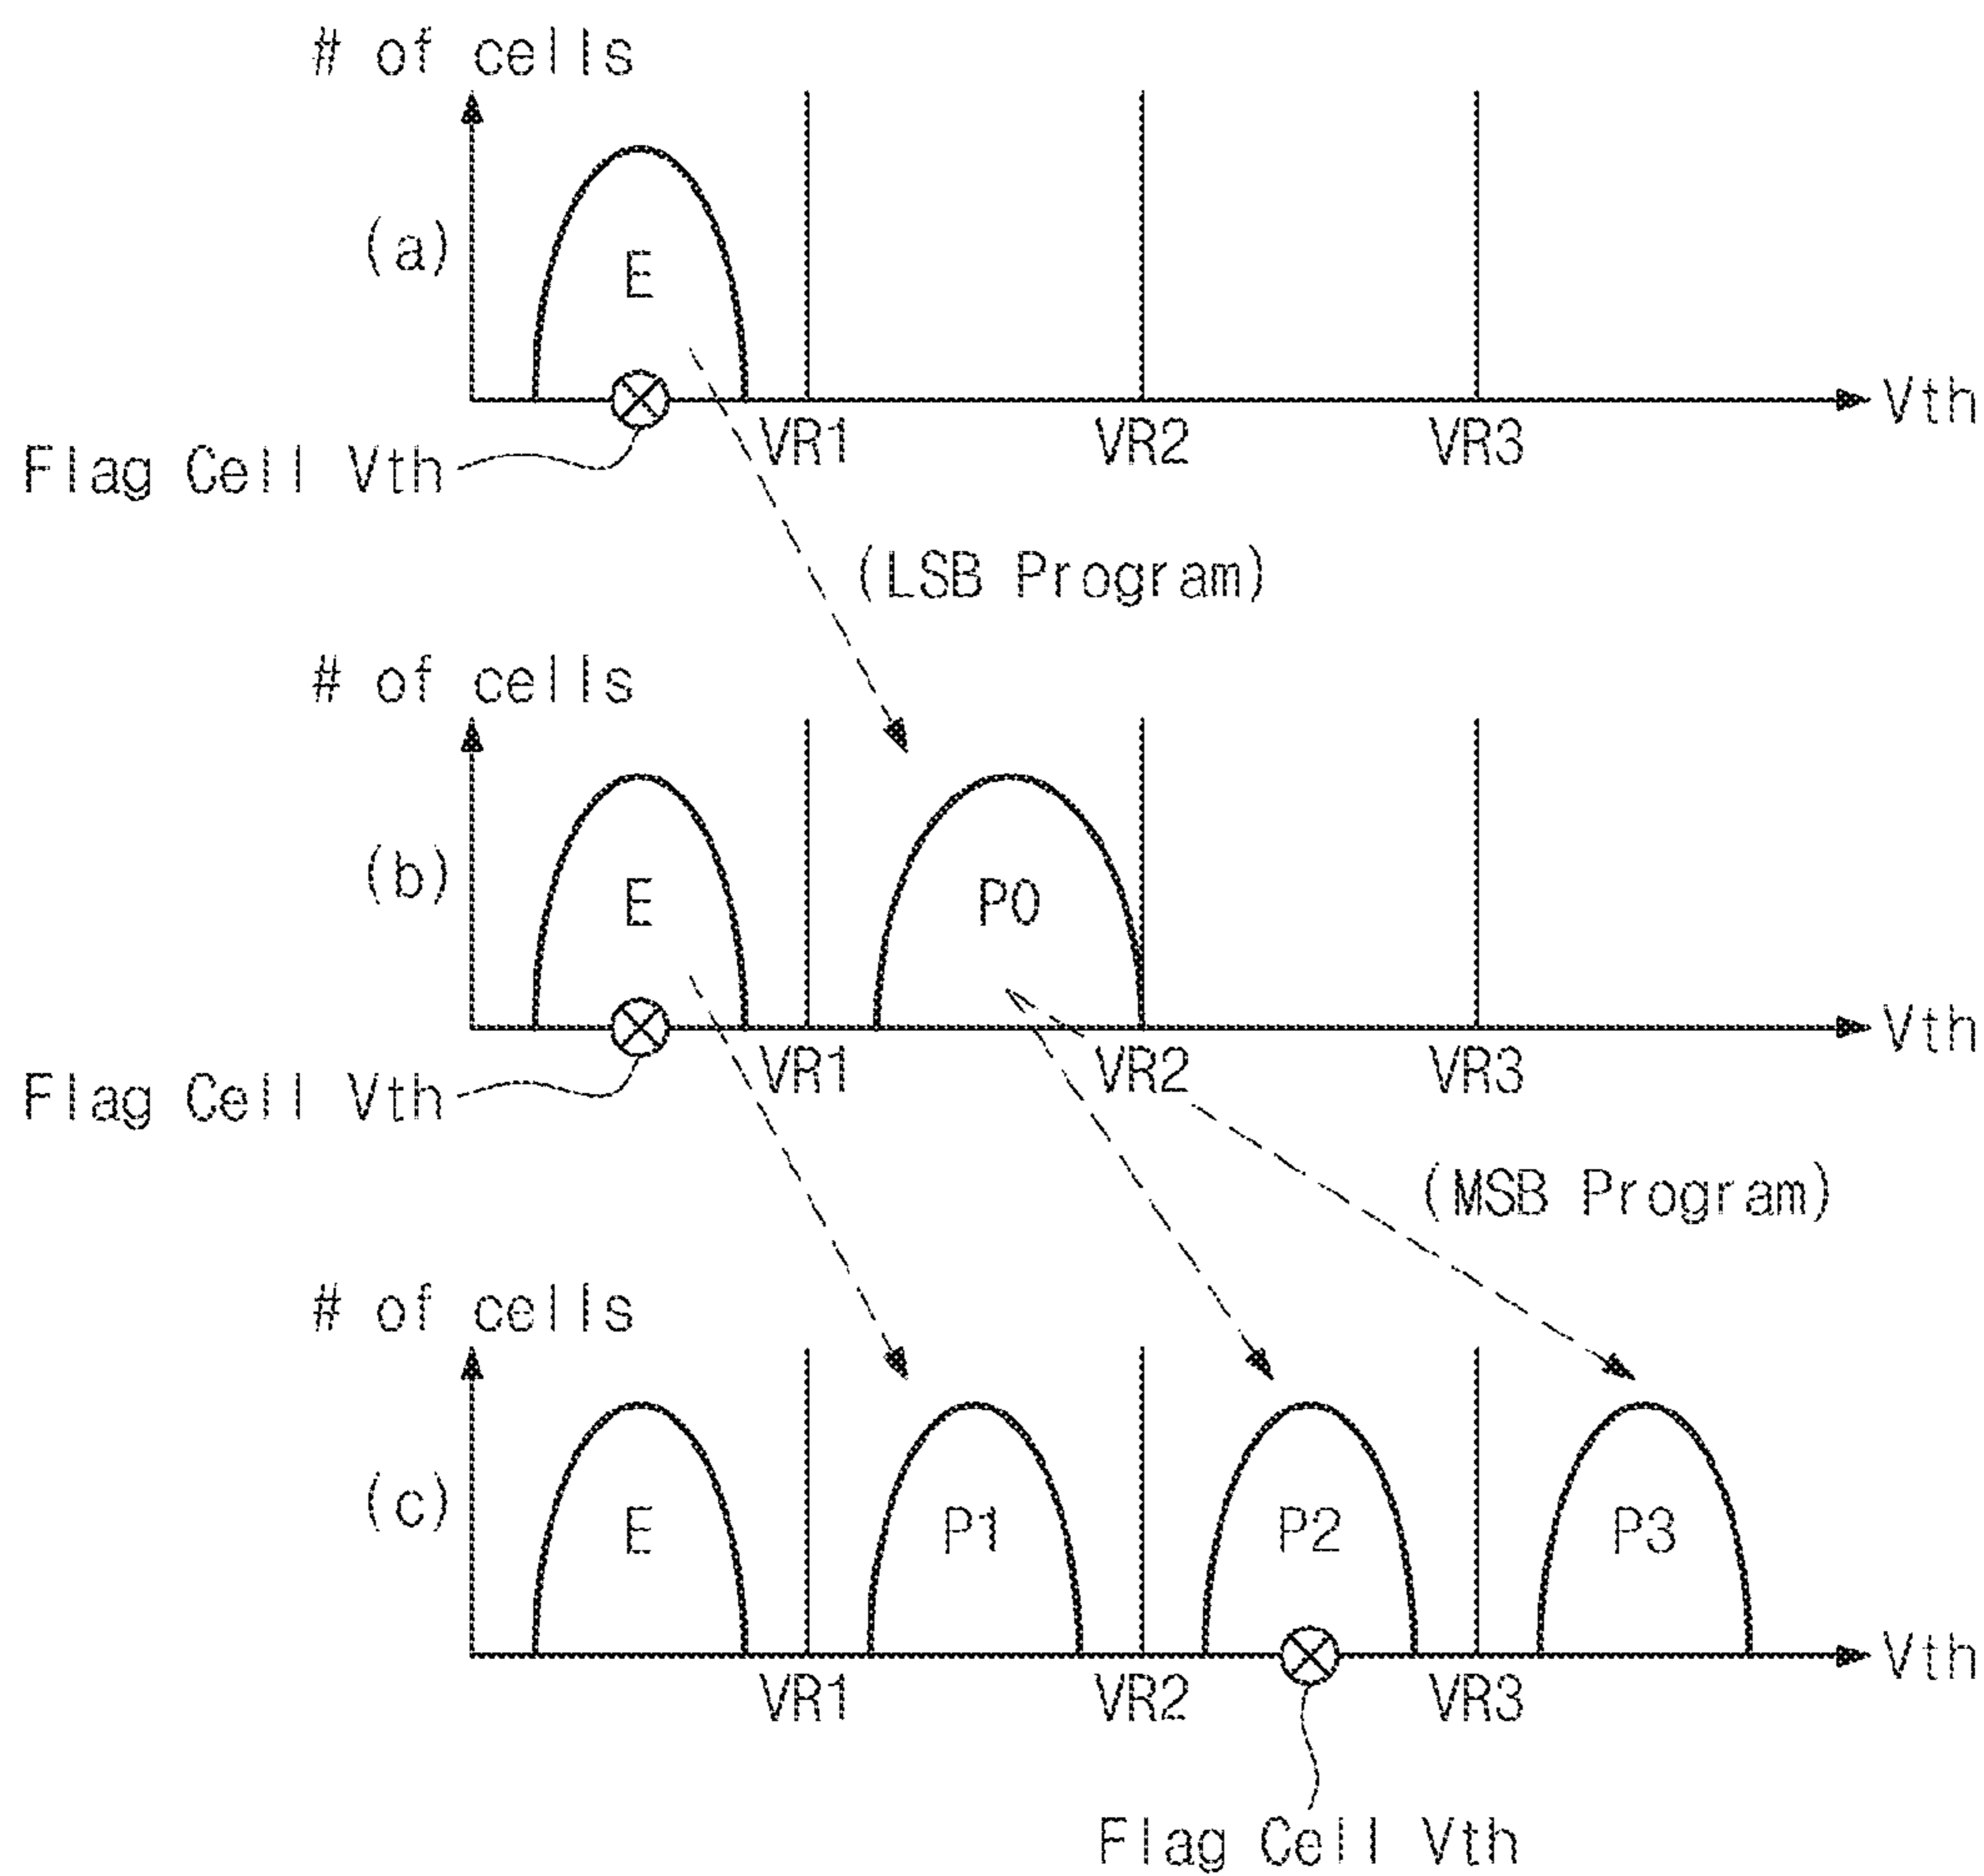 # of cells
(a)
E
VR1 VR2 VR3 Vth
Flag Cell Vth
(LSB Program)
# of cells
(b)
E P0
VR1 VR2 VR3 Vth
Flag Cell Vth
(MSB Program)
# of cells
(c)
E P1 P2 P3
VR1 VR2 VR3 Vth
Flag Cell Vth